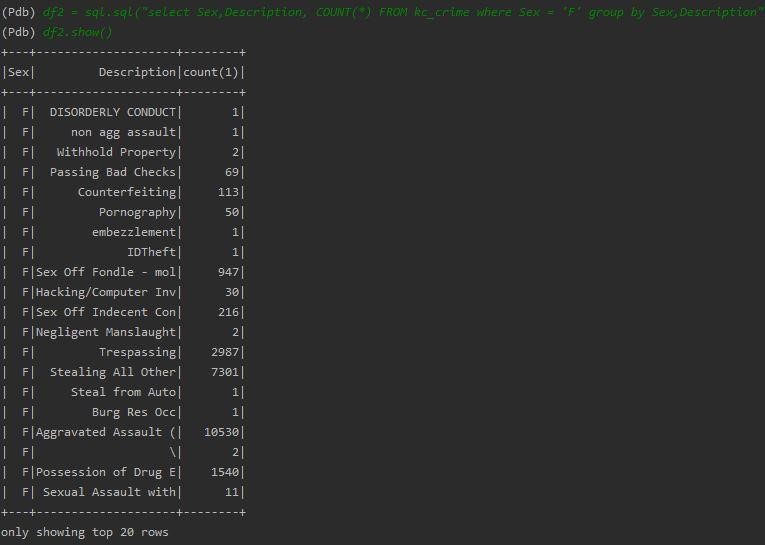 (Pdb) df2 = sql.sql("select Sex,Description, COUNT(*) FROM kc_crime where Sex = 'F' group by Sex,Description"
(Pdb) df2.show()
+---+--------------------+--------+
|Sex|         Description|count(1)|
+---+--------------------+--------+
|  F|  DISORDERLY CONDUCT|       1|
|  F|     non agg assault|       1|
|  F|   Withhold Property|       2|
|  F|  Passing Bad Checks|      69|
|  F|      Counterfeiting|     113|
|  F|         Pornography|      50|
|  F|        embezzlement|       1|
|  F|             IDTheft|       1|
|  F|Sex Off Fondle - mol|     947|
|  F|Hacking/Computer Inv|      30|
|  F|Sex Off Indecent Con|     216|
|  F|Negligent Manslaught|       2|
|  F|         Trespassing|    2987|
|  F|  Stealing All Other|    7301|
|  F|     Steal from Auto|       1|
|  F|        Burg Res Occ|       1|
|  F|Aggravated Assault (|   10530|
|  F|                   \|       2|
|  F|Possession of Drug E|    1540|
|  F| Sexual Assault with|      11|
+---+--------------------+--------+
only showing top 20 rows